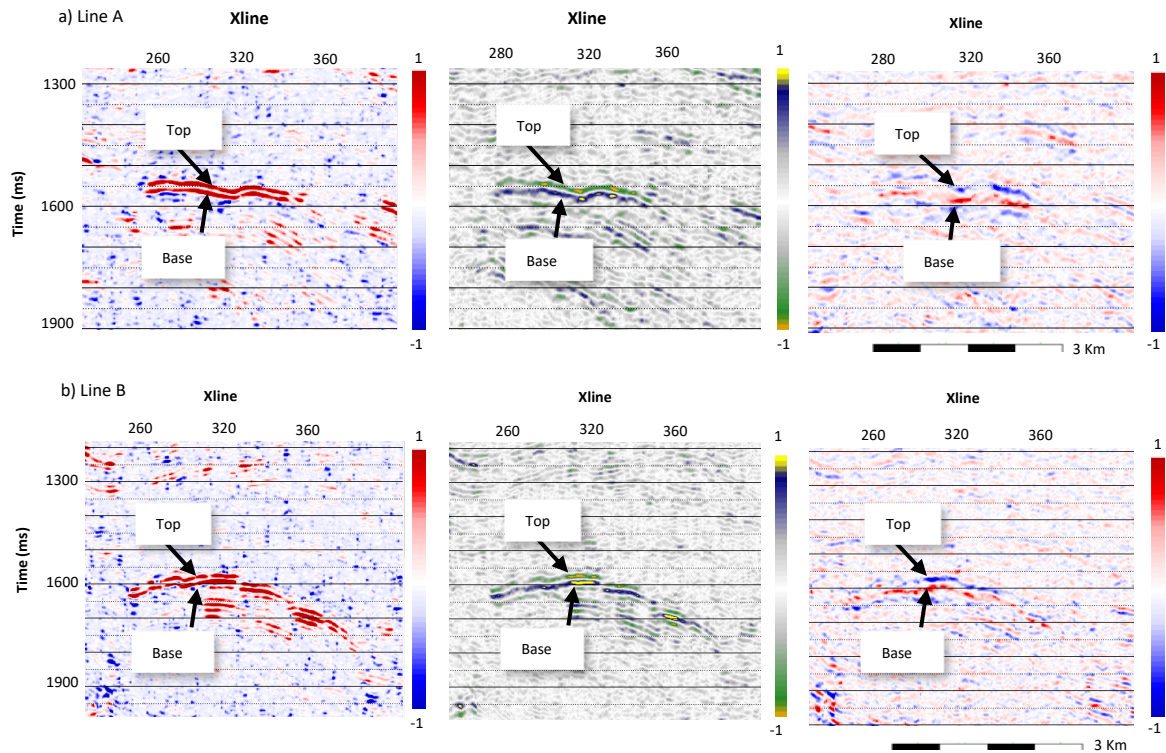 a) Line A
Xline
Xline
Xline
260 320 360
280 320 360
280 320 360
1
1
1
1300
1600
1900
Time (ms)
Top
Base
Top
Base
Top
Base
-1
-1
-1
3 Km
b) Line B
Xline
Xline
Xline
260 320 360
260 320 360
260 320 360
1
1
1
1300
1600
1900
Time (ms)
Top
Base
Top
Base
Top
Base
-1
-1
-1
3 Km